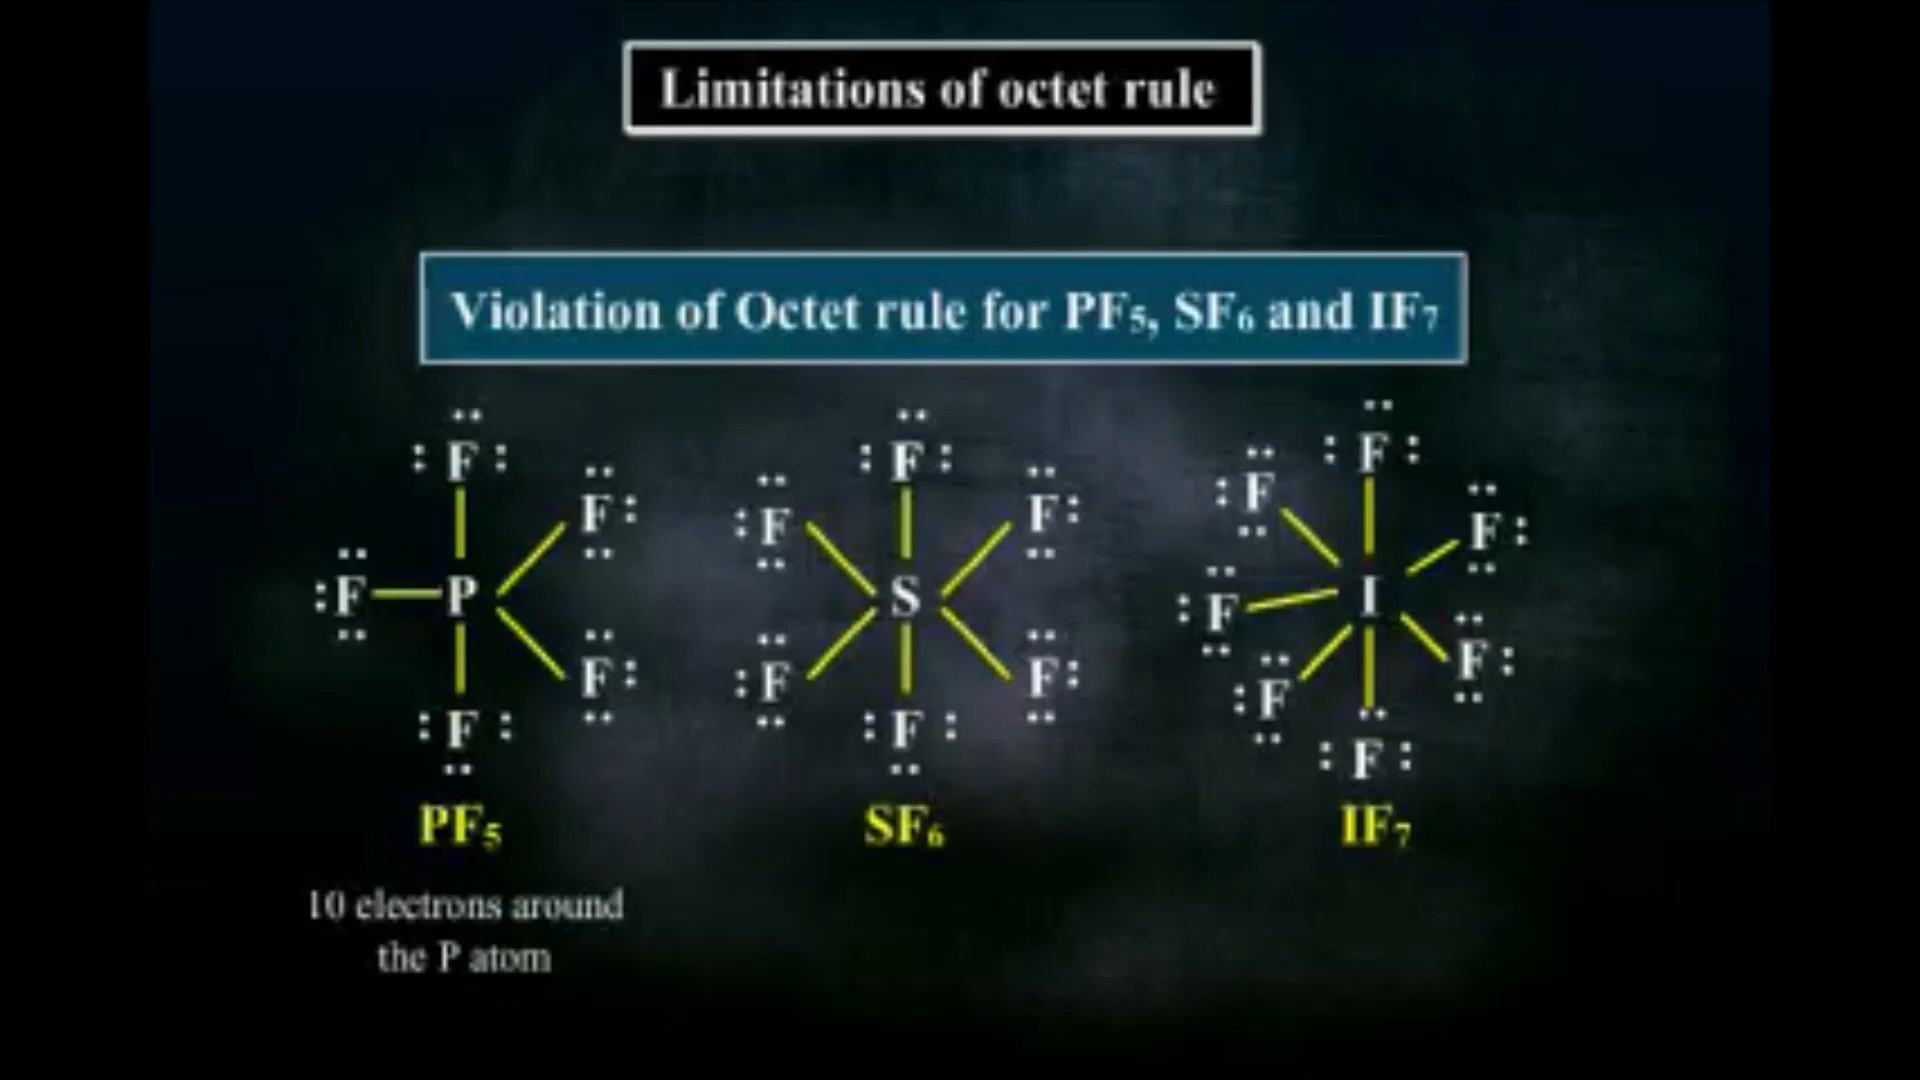 Limitations of octet rule
Violation of Octet rule for PF₅, SF₆ and IF₇
F F
F P
F F
PF₅
F
F F
S
F F
F
SF₆
F
F F
F I
F F
F
IF₇
10 electrons around
the P atom